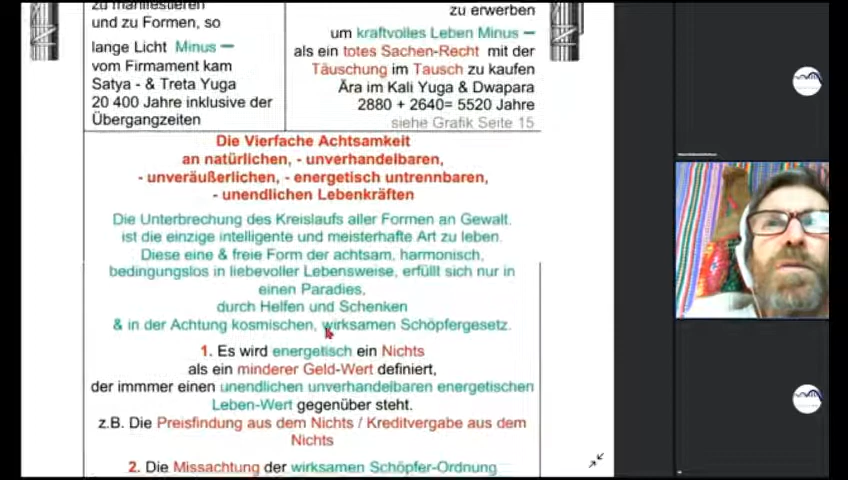 zu manifestieren
und zu Formen, so
lange Licht Minus –
vom Firmament kam
Satya - & Treta Yuga
20 400 Jahre inklusive der
Übergangzeiten
zu erwerben
um kraftvolles Leben Minus –
als ein totes Sachen-Recht mit der
Täuschung im Tausch zu kaufen
Ära im Kali Yuga & Dwapara
2880 + 2640= 5520 Jahre
siehe Grafik Seite 15
Die Vierfache Achtsamkeit
an natürlichen, - unverhandelbaren,
- unveräußerlichen, - energetisch untrennbaren,
- unendlichen Lebenkräften
Die Unterbrechung des Kreislaufs aller Formen an Gewalt.
ist die einzige intelligente und meisterhafte Art zu leben.
Diese eine & freie Form der achtsam, harmonisch,
bedingungslos in liebevoller Lebensweise, erfüllt sich nur in
einen Paradies,
durch Helfen und Schenken
& in der Achtung kosmischen, wirksamen Schöpfergesetz.
1. Es wird energetisch ein Nichts
als ein minderer Geld-Wert definiert,
der immmer einen unendlichen unverhandelbaren energetischen
Leben-Wert gegenüber steht.
z.B. Die Preisfindung aus dem Nichts / Kreditvergabe aus dem
Nichts
2. Die Missachtung der wirksamen Schöpfer-Ordnung